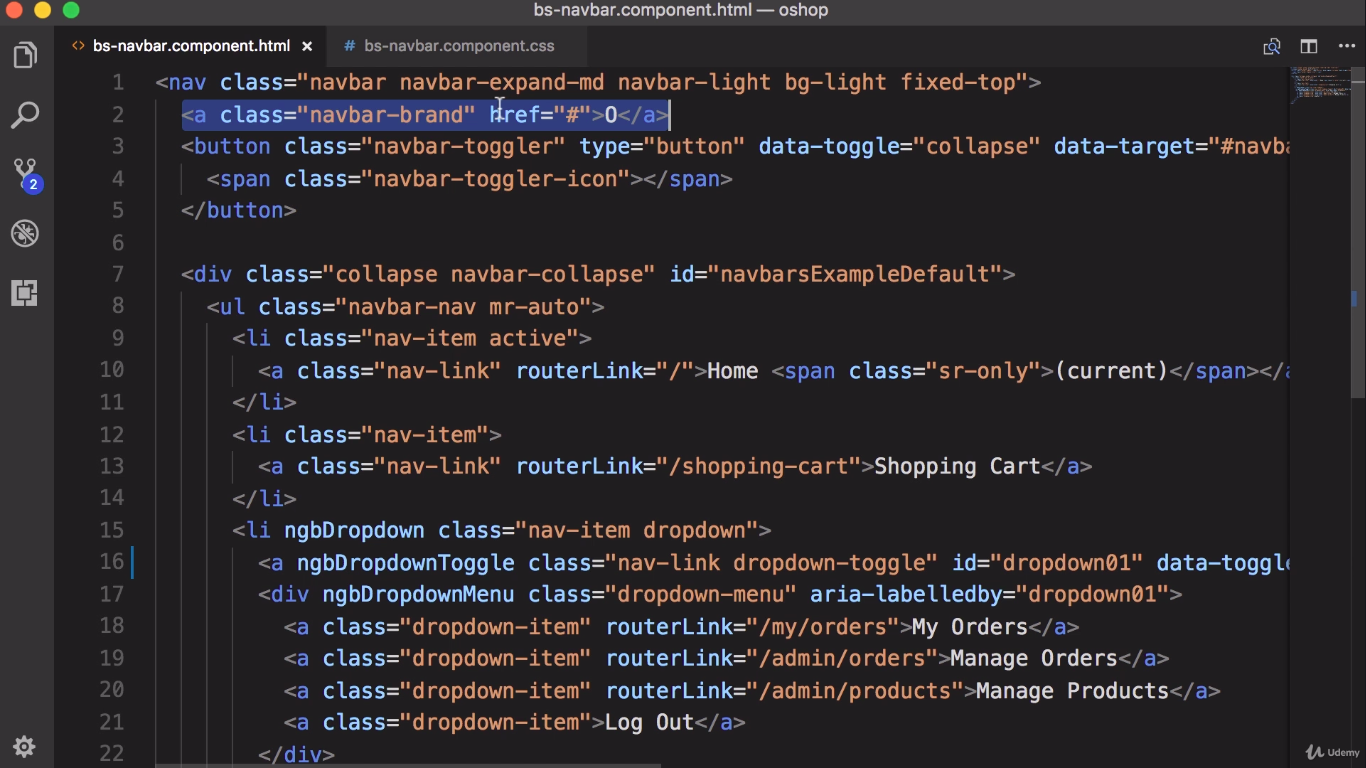 bs-navbar.component.html — oshop
<> bs-navbar.component.html × # bs-navbar.component.css
1 <nav class="navbar navbar-expand-md navbar-light bg-light fixed-top">
2 <a class="navbar-brand" href="#">O</a>
3 <button class="navbar-toggler" type="button" data-toggle="collapse" data-target="#navba
4 <span class="navbar-toggler-icon"></span>
5 </button>
6
7 <div class="collapse navbar-collapse" id="navbarsExampleDefault">
8 <ul class="navbar-nav mr-auto">
9 <li class="nav-item active">
10 <a class="nav-link" routerLink="/">Home <span class="sr-only">(current)</span></a
11 </li>
12 <li class="nav-item">
13 <a class="nav-link" routerLink="/shopping-cart">Shopping Cart</a>
14 </li>
15 <li ngbDropdown class="nav-item dropdown">
16 <a ngbDropdownToggle class="nav-link dropdown-toggle" id="dropdown01" data-toggle
17 <div ngbDropdownMenu class="dropdown-menu" aria-labelledby="dropdown01">
18 <a class="dropdown-item" routerLink="/my/orders">My Orders</a>
19 <a class="dropdown-item" routerLink="/admin/orders">Manage Orders</a>
20 <a class="dropdown-item" routerLink="/admin/products">Manage Products</a>
21 <a class="dropdown-item">Log Out</a>
22 </div>
2
Udemy